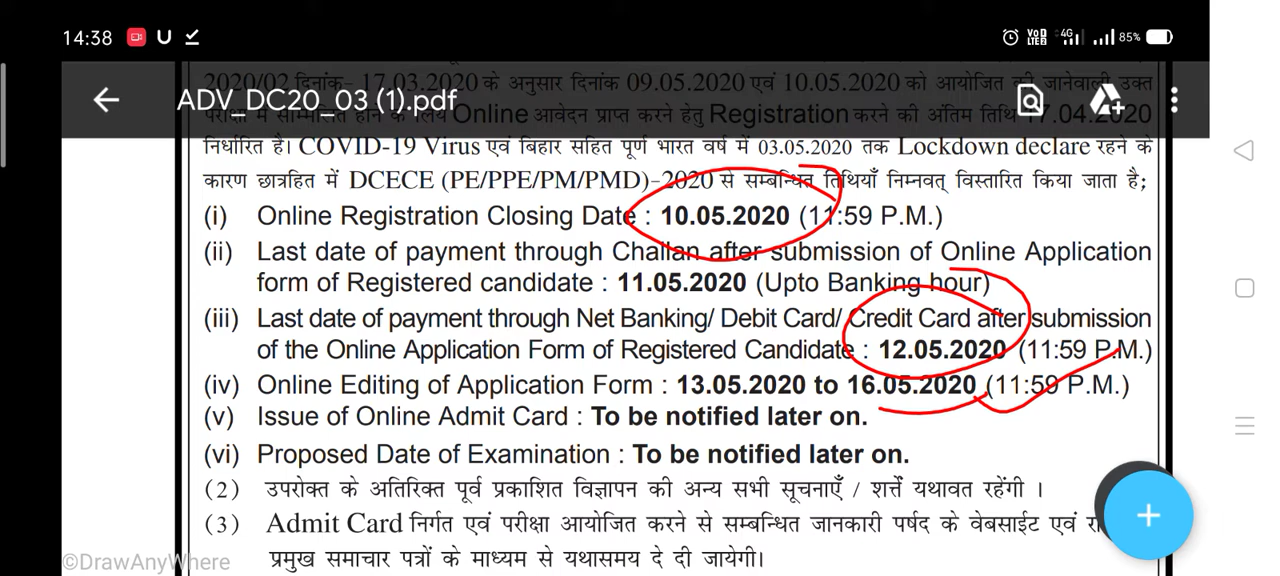 14:38 U VoD LTE2 4G 85%
2020/02 दिनांक- 17.03.2020 के अनुसार दिनांक 09.05.2020 एवं 10.05.2020 को आयोजित की जानेवाली उक्त
ADV_DC20_03 (1).pdf
परीक्षा में सम्मिलित होने के लिये Online आवेदन प्राप्त करने हेतु Registration करने की अंतिम तिथि 17.04.2020
निर्धारित है। COVID-19 Virus एवं बिहार सहित पूर्ण भारत वर्ष में 03.05.2020 तक Lockdown declare रहने के
कारण छात्रहित में DCECE (PE/PPE/PM/PMD)-2020 से सम्बन्धित तिथियाँ निम्नवत् विस्तारित किया जाता है;
(i) Online Registration Closing Date : 10.05.2020 (11:59 P.M.)
(ii) Last date of payment through Challan after submission of Online Application
form of Registered candidate : 11.05.2020 (Upto Banking hour)
(iii) Last date of payment through Net Banking/ Debit Card/ Credit Card after submission
of the Online Application Form of Registered Candidate : 12.05.2020 (11:59 P.M.)
(iv) Online Editing of Application Form : 13.05.2020 to 16.05.2020 (11:59 P.M.)
(v) Issue of Online Admit Card : To be notified later on.
(vi) Proposed Date of Examination : To be notified later on.
(2) उपरोक्त के अतिरिक्त पूर्व प्रकाशित विज्ञापन की अन्य सभी सूचनाएँ / शर्त्तें यथावत रहेंगी ।
(3) Admit Card निर्गत एवं परीक्षा आयोजित करने से सम्बन्धित जानकारी पर्षद के वेबसाईट एवं
प्रमुख समाचार पत्रों के माध्यम से यथासमय दे दी जायेगी।
©DrawAnyWhere